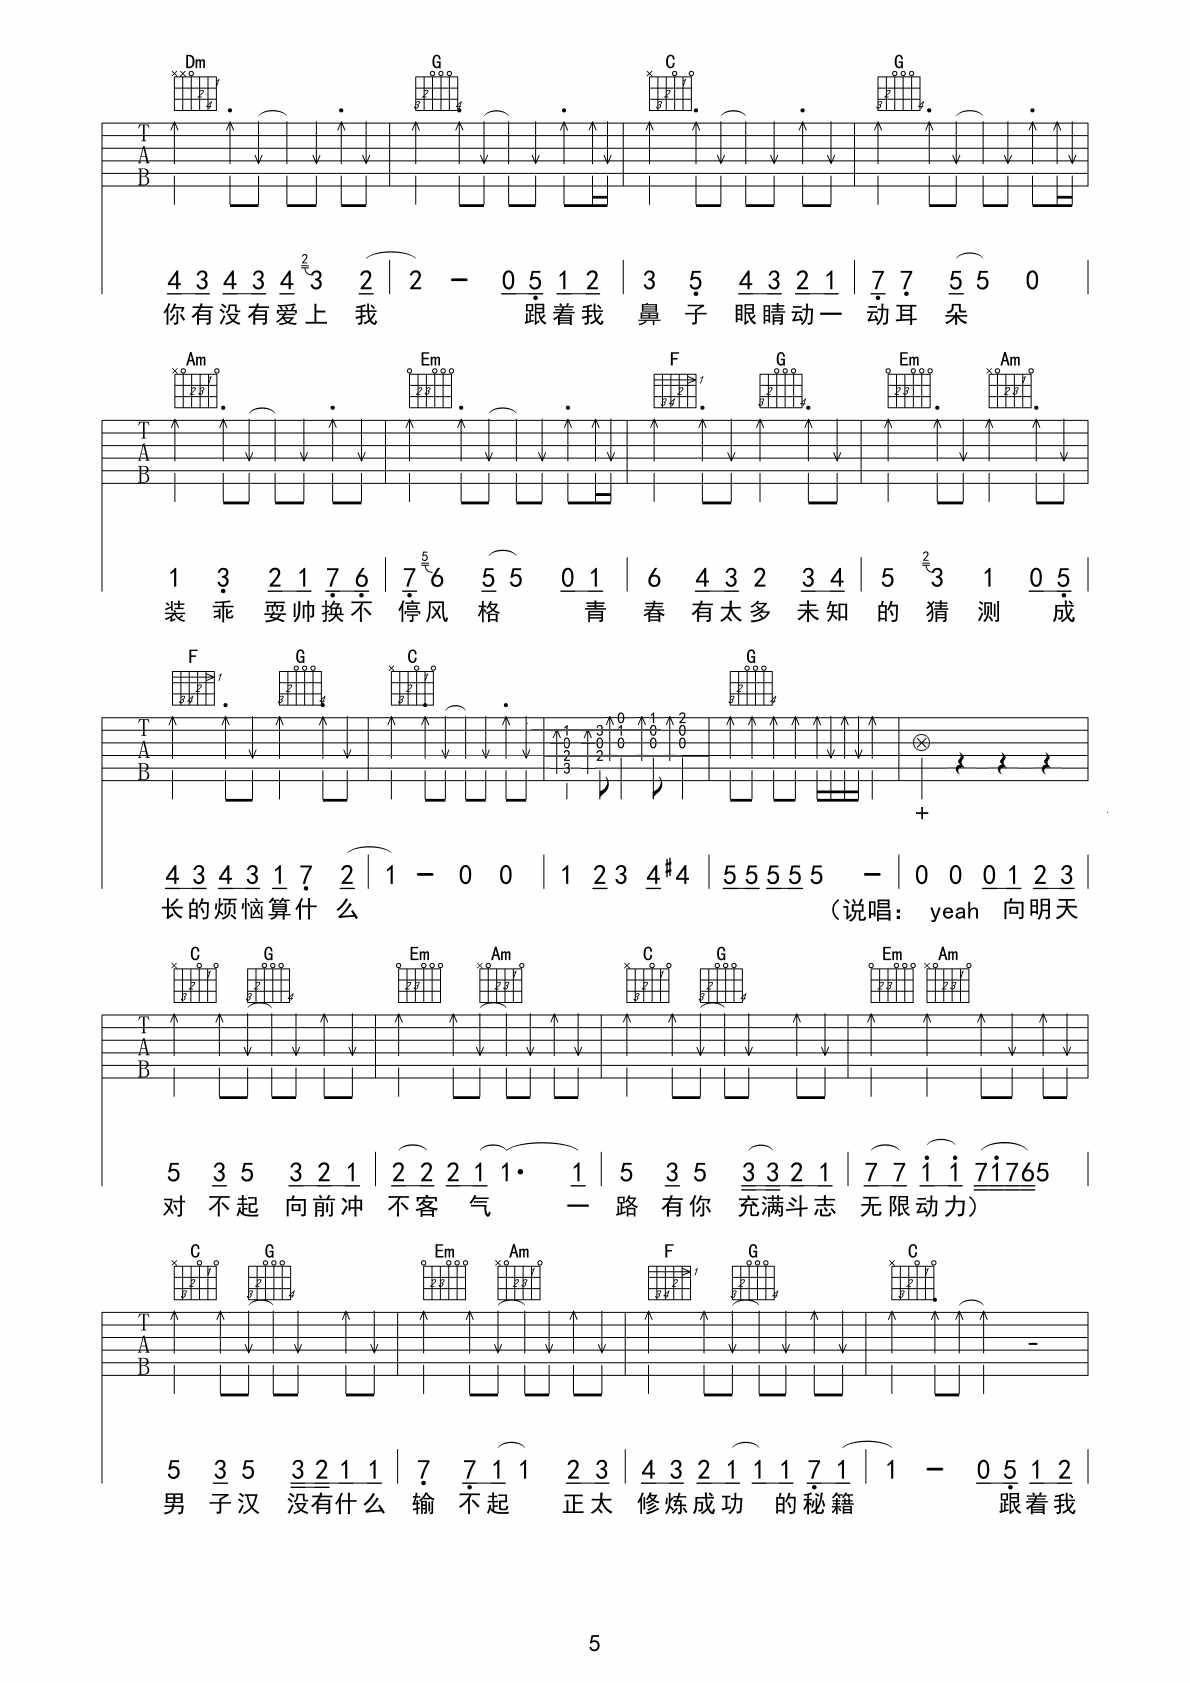 Dm G C G
T A B
4 3 4 3 4 2 3 2 | 2 - 0 5 1 2 | 3 5 4 3 2 1 | 7 7 5 5 0 |
你有没有爱上我 跟着我 鼻子眼睛动一动耳朵
Am Em F G Em Am
T A B
1 3 2 1 7 6 | 7 5 6 5 5 0 1 | 6 4 3 2 3 4 | 5 2 3 1 0 5 |
装乖耍帅换不停风格 青春有太多未知的猜测 成
F G C G
T A B
4 3 4 3 1 7 2 | 1 - 0 0 | 1 2 3 4 #4 | 5 5 5 5 5 - | 0 0 0 1 2 3 |
长的烦恼算什么 (说唱: yeah 向明天
C G Em Am C G Em Am
T A B
5 3 5 3 2 1 | 2 2 2 1 1· 1 | 5 3 5 3 3 2 1 | 7 7 1 1 7 1 7 6 5 |
对不起向前冲不客气 一路有你充满斗志无限动力)
C G Em Am F G C
T A B
5 3 5 3 2 1 1 | 7 7 1 1 2 3 | 4 3 2 1 1 1 7 1 | 1 - 0 5 1 2 |
男子汉没有什么输不起 正太修炼成功的秘籍 跟着我
5